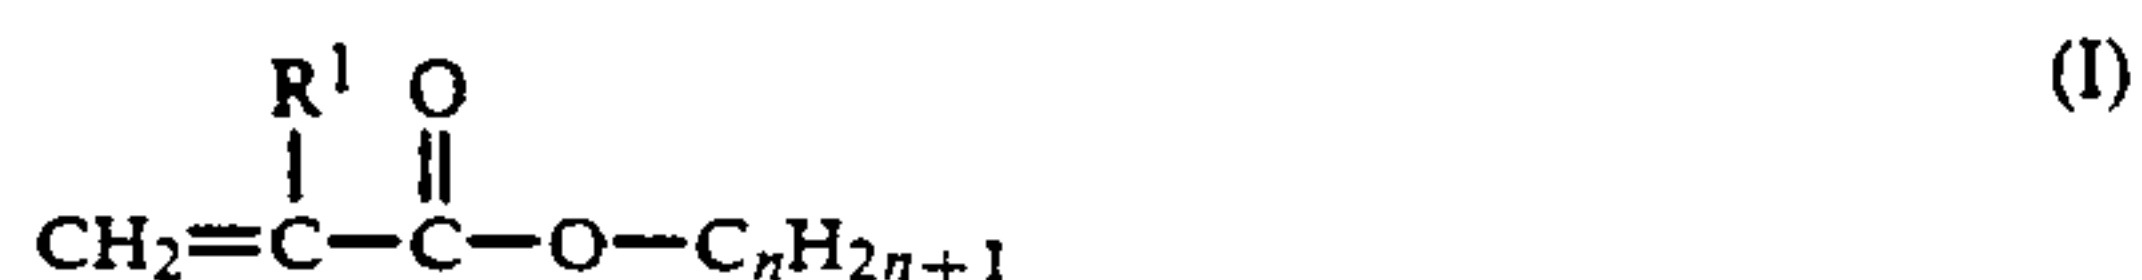 R¹ O (I)
CH₂=C—C—O—CₙH₂ₙ₊₁